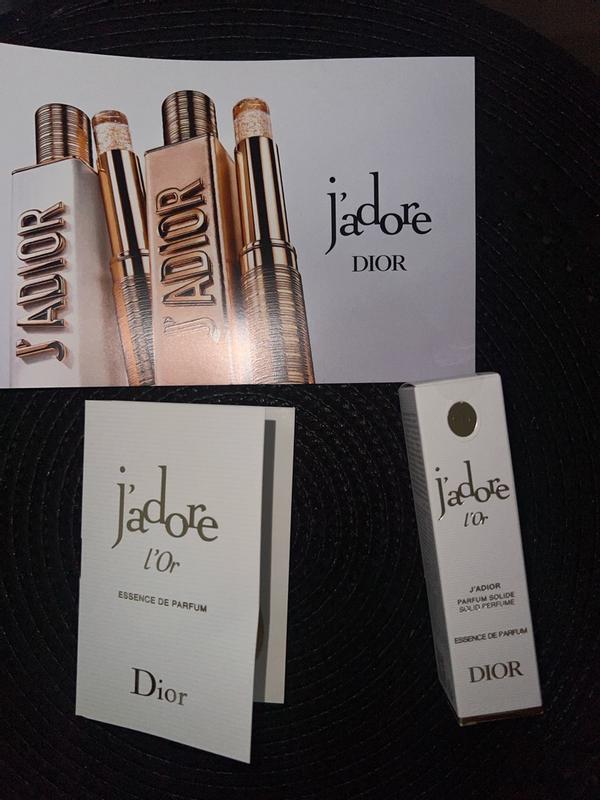 J'ADIOR
J'ADIOR
j'adore
DIOR
j'adore
l'Or
ESSENCE DE PARFUM
Dior
j'adore
l'Or
J'ADIOR
PARFUM SOLIDE
SOLID PERFUME
ESSENCE DE PARFUM
DIOR